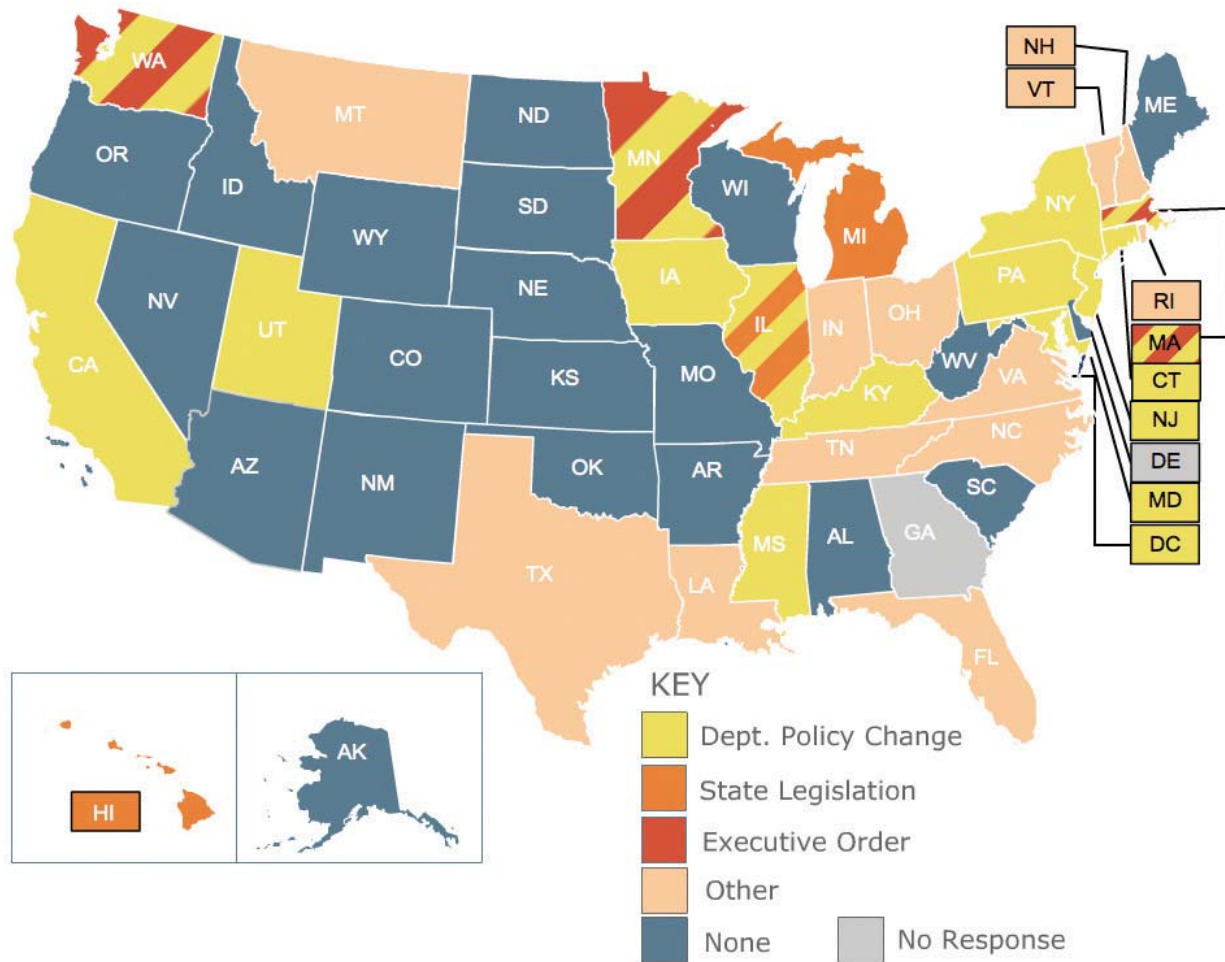 NH
WA
VT
ME
MT
ND
OR
MN
ID
WI
SD
NY
WY
MI
IA
PA
NE
NV
RI
IL
OH
IN
UT
MA
CO
CA
WV
KS
MO
VA
CT
KY
NJ
NC
TN
DE
AZ
OK
NM
AR
SC
MD
MS
AL
GA
DC
TX
LA
FL
KEY
Dept. Policy Change
AK
State Legislation
HI
Executive Order
Other
None
No Response